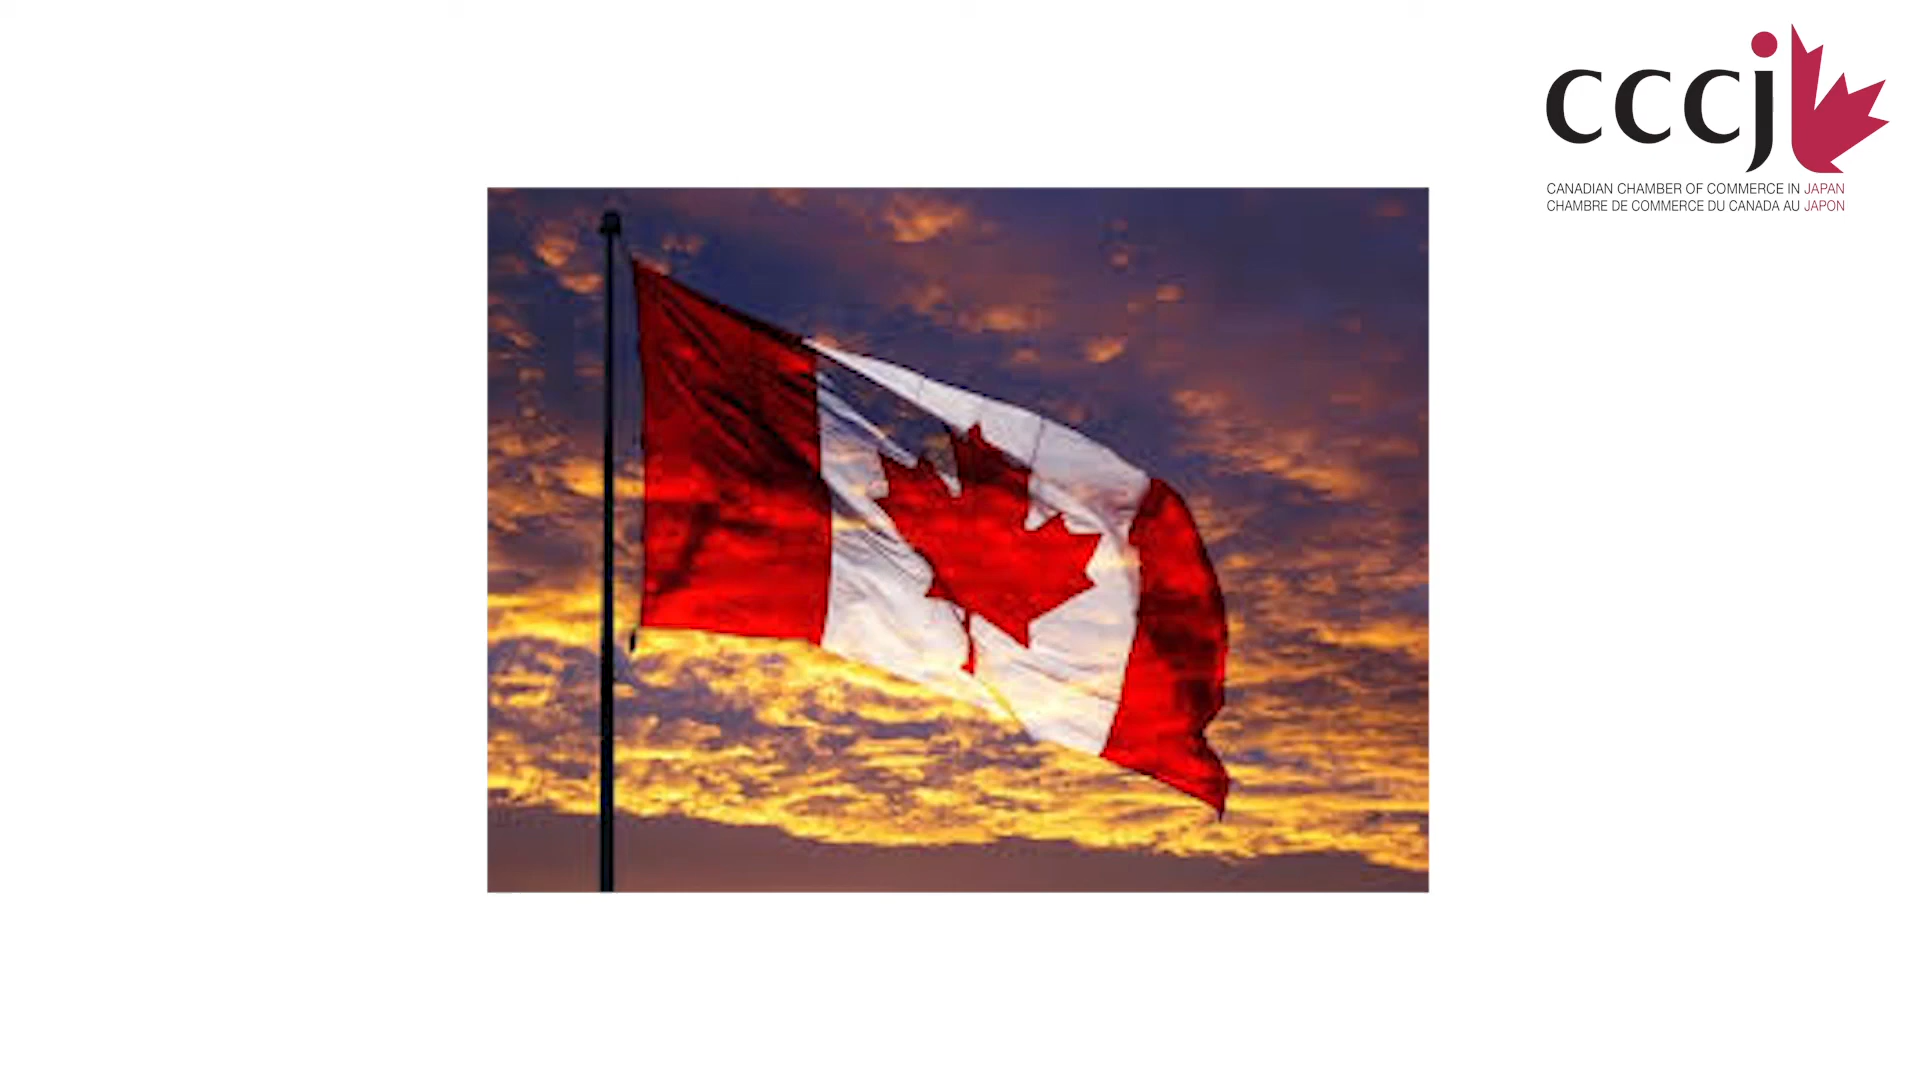 cccj
CANADIAN CHAMBER OF COMMERCE IN JAPAN
CHAMBRE DE COMMERCE DU CANADA AU JAPON